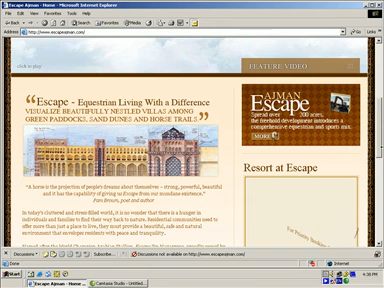 Escape Ajman - Home - Microsoft Internet Explorer
File Edit View Favorites Tools Help
Back Search Favorites Media
Address http://www.escapeajman.com/ Go
click to play
FEATURE VIDEO
“Escape - Equestrian Living With a Difference
VISUALIZE BEAUTIFULLY NESTLED VILLAS AMONG
GREEN PADDOCKS, SAND DUNES AND HORSE TRAILS”
"A horse is the projection of people's dreams about themselves - strong, powerful, beautiful
and it has the capability of giving us Escape from our mundane existence."
Pam Brown, poet and author
In today's cluttered and stress filled world, it is no wonder that there is a hunger in
individuals and families to find their way back to nature. Residential communities need to
offer more than just a place to live, they must provide a beautiful, safe and natural
environment that envelopes residents with peace and tranquility.
AJMAN
Escape
Spread over 200 acres,
the freehold development introduces a
comprehensive equestrian and sports mix.
MORE
Resort at Escape
Discussions Discussions not available on http://www.escapeajman.com/
Done Internet
Start Escape Ajman - Home - ... Camtasia Studio - Untitled... 4:38 PM